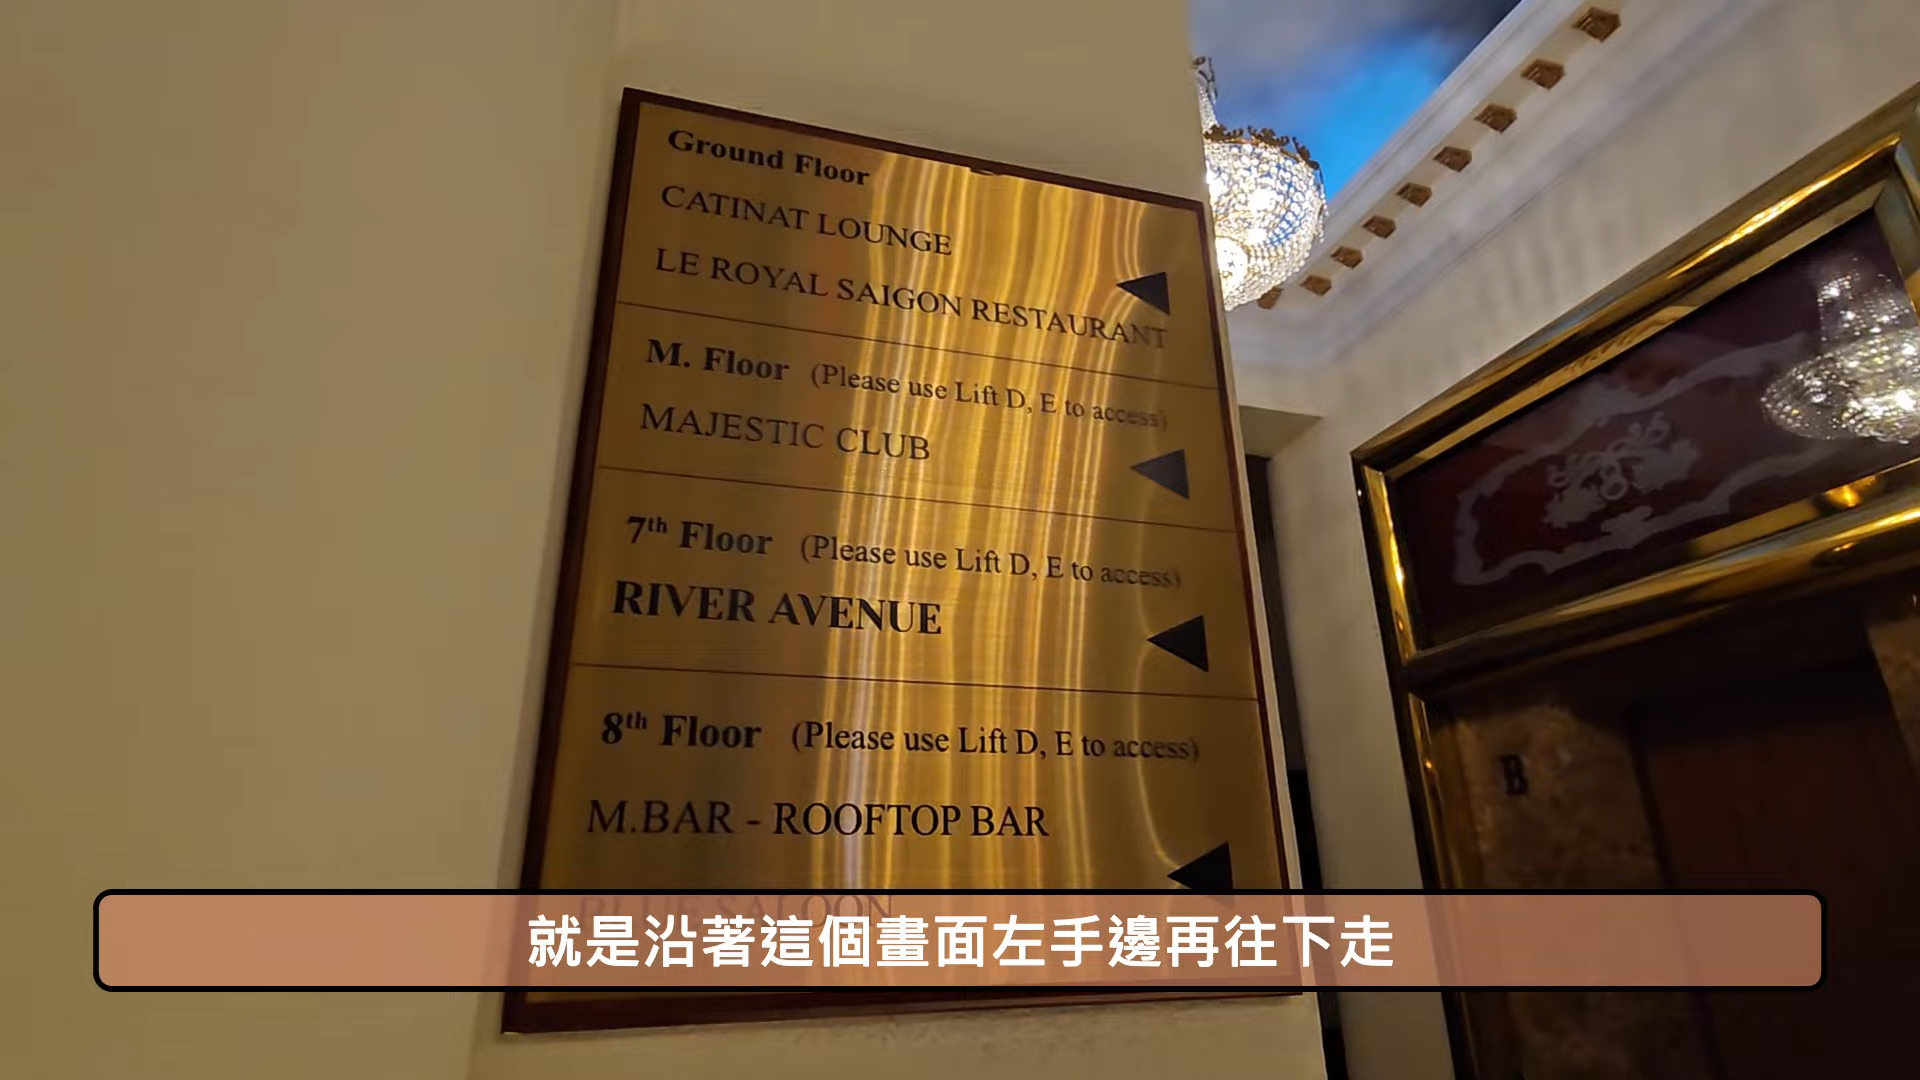 Ground Floor
CATINAT LOUNGE
LE ROYAL SAIGON RESTAURANT
M. Floor (Please use Lift D, E to access)
MAJESTIC CLUB
7th Floor (Please use Lift D, E to access)
RIVER AVENUE
8th Floor (Please use Lift D, E to access)
M.BAR - ROOFTOP BAR
BLUE SALOON
就是沿著這個畫面左手邊再往下走
B